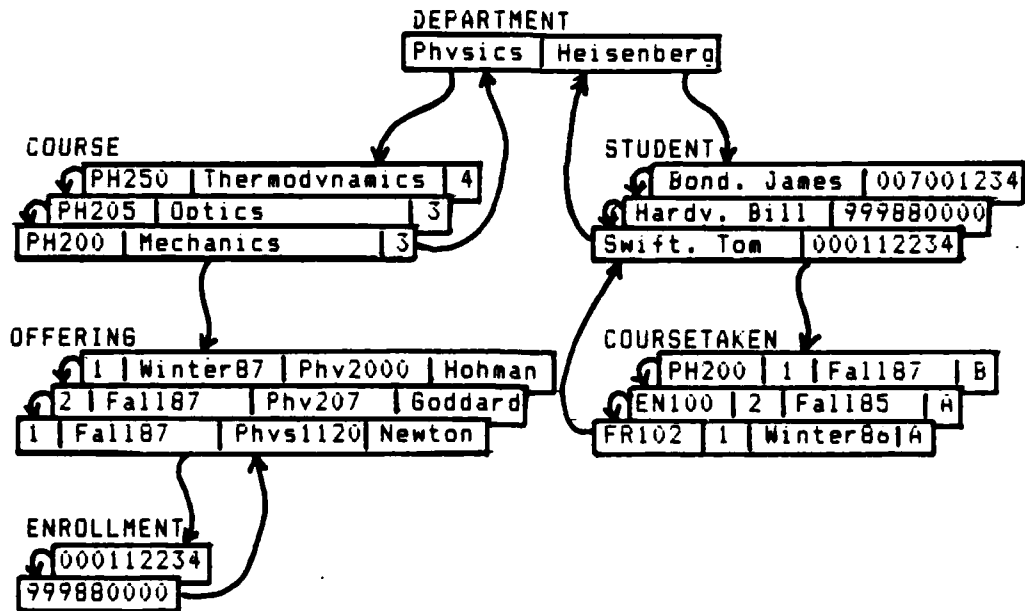 DEPARTMENT
Phvsics Heisenberg
COURSE
PH250 Thermodvnamics 4
PH205 Optics 3
PH200 Mechanics 3
STUDENT
Bond. James 007001234
Hardv. Bill 999880000
Swift. Tom 000112234
OFFERING
1 Winter87 Phv2000 Hohman
2 Fall87 Phv207 Goddard
1 Fall87 Phvs1120 Newton
COURSETAKEN
PH200 1 Fall87 B
EN100 2 Fall85 A
FR102 1 Winter86 A
ENROLLMENT
000112234
999880000